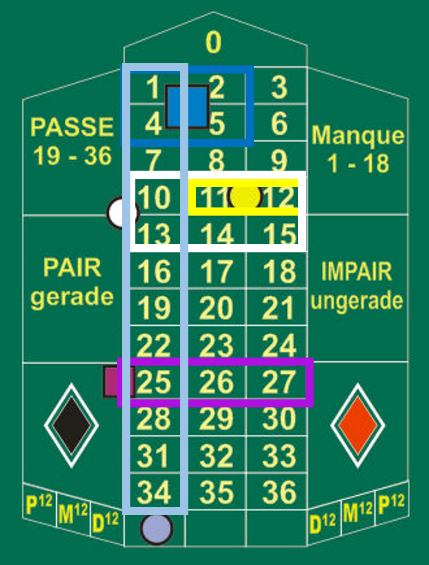 0
1 2 3
4 5 6
PASSE
19 - 36
Manque
1 - 18
7 8 9
10 11 12
13 14 15
PAIR
gerade
IMPAIR
ungerade
16 17 18
19 20 21
22 23 24
25 26 27
28 29 30
31 32 33
34 35 36
P12 M12 D12
D12 M12 P12